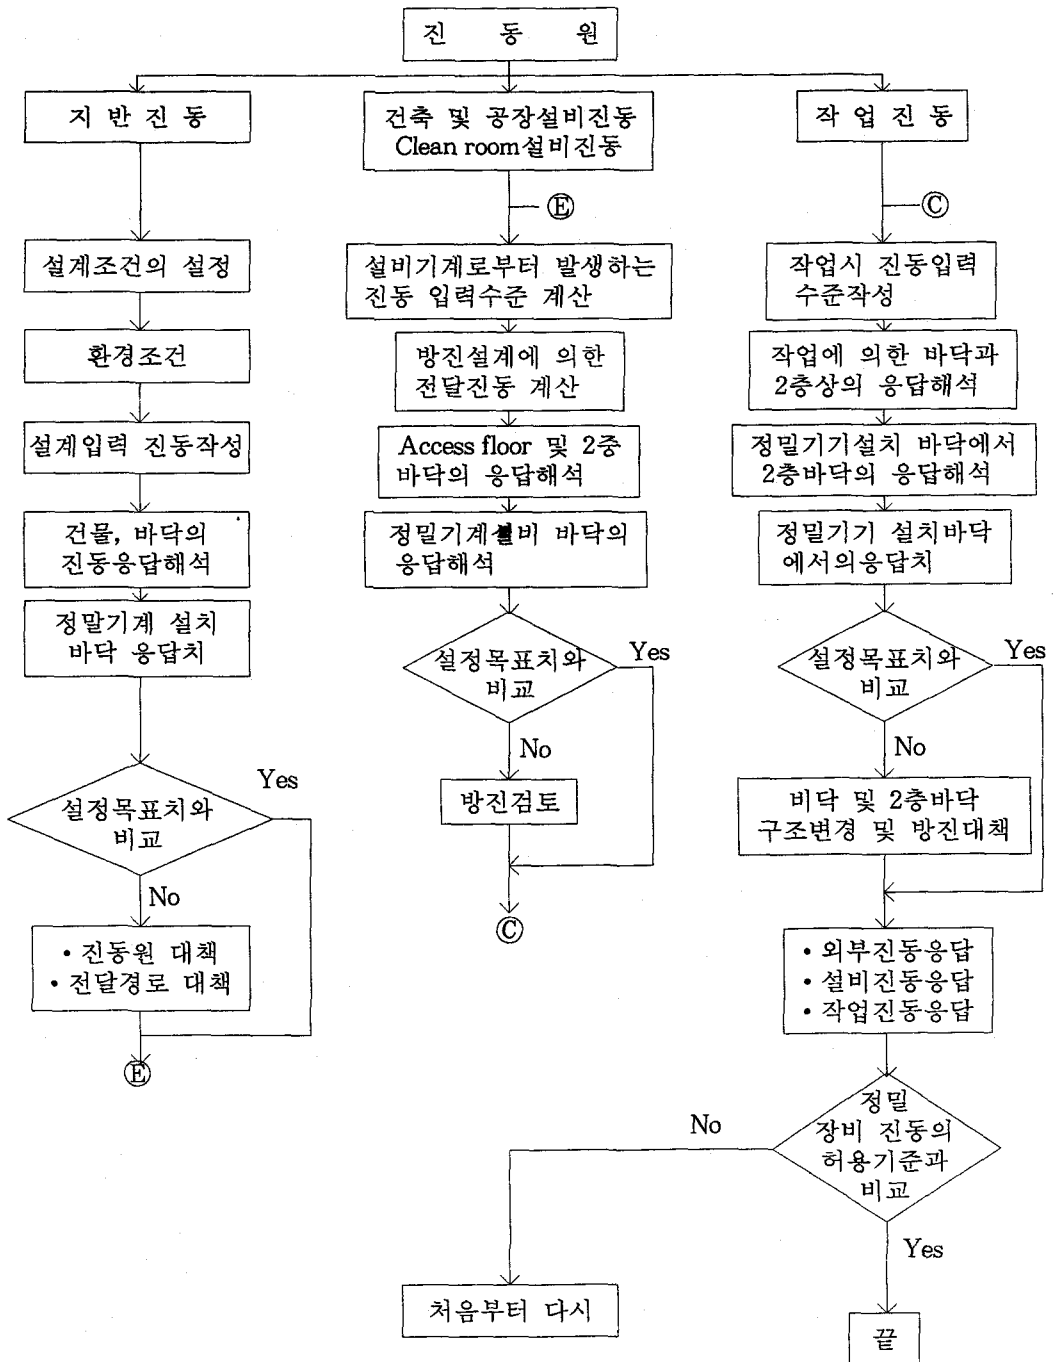 진 동 원
지 반 진 동
설계조건의 설정
환경조건
설계입력 진동작성
건물, 바닥의
진동응답해석
정말기계 설치
바닥 응답치
설정목표치와
비교
Yes
No
• 진동원 대책
• 전달경로 대책
Ⓔ
건축 및 공장설비진동
Clean room설비진동
Ⓔ
설비기계로부터 발생하는
진동 입력수준 계산
방진설계에 의한
전달진동 계산
Access floor 및 2중
바닥의 응답해석
정밀기계설비 바닥의
응답해석
설정목표치와
비교
Yes
No
방진검토
Ⓒ
작 업 진 동
Ⓒ
작업시 진동입력
수준작성
작업에 의한 바닥과
2층상의 응답해석
정밀기기설치 바닥에서
2층바닥의 응답해석
정밀기기 설치바닥
에서의응답치
설정목표치와
비교
Yes
No
비닥 및 2층바닥
구조변경 및 방진대책
• 외부진동응답
• 설비진동응답
• 작업진동응답
정밀
장비 진동의
허용기준과
비교
No
Yes
처음부터 다시
끝